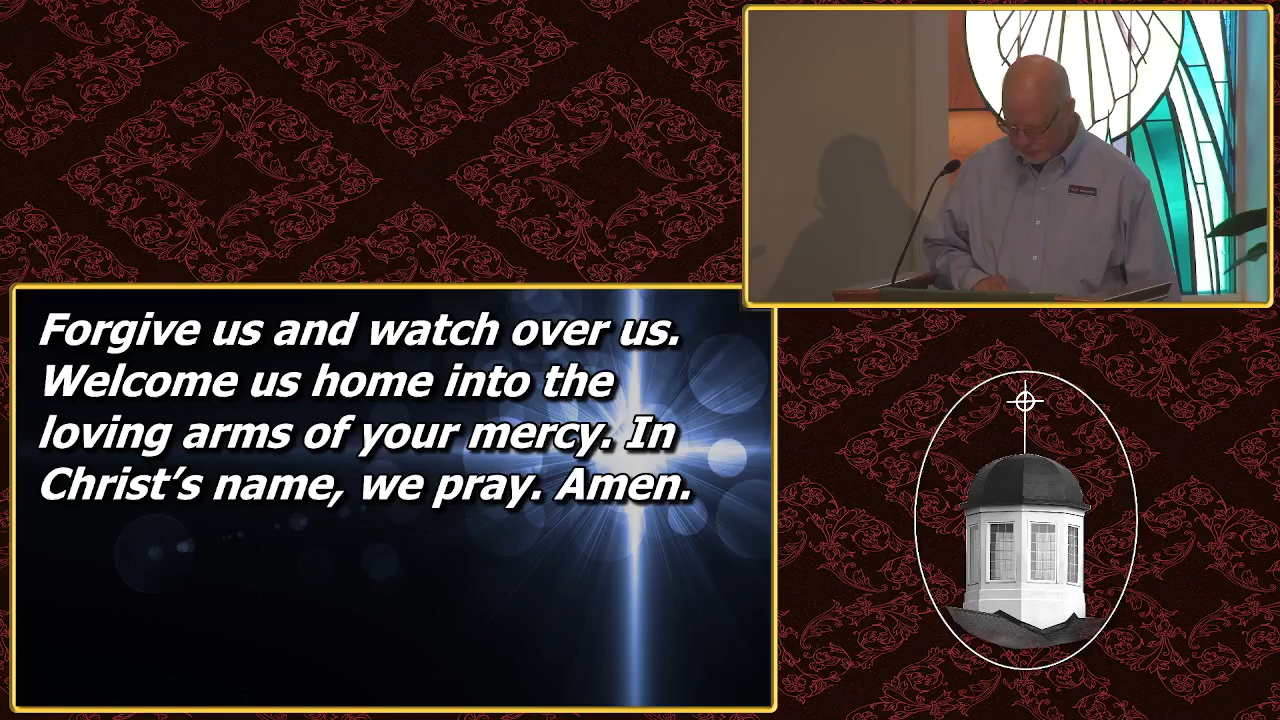 Forgive us and watch over us.
Welcome us home into the
loving arms of your mercy. In
Christ’s name, we pray. Amen.